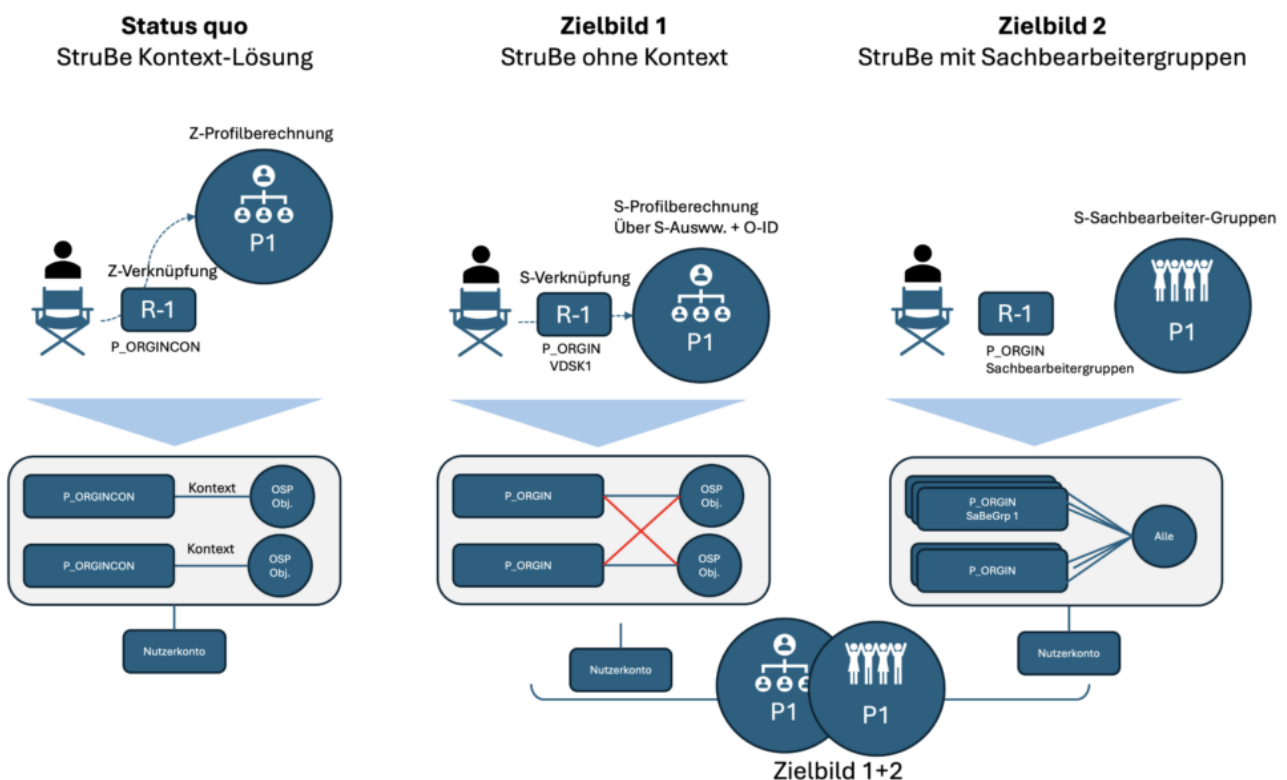 Status quo
StruBe Kontext-Lösung
Z-Profilberechnung
P1
Z-Verknüpfung
R-1
P_ORGINCON
P_ORGINCON
Kontext
OSP
Obj.
P_ORGINCON
Kontext
OSP
Obj.
Nutzerkonto
Zielbild 1
StruBe ohne Kontext
S-Profilberechnung
Über S-Ausww. + O-ID
S-Verknüpfung
R-1
P1
P_ORGIN
VDSK1
P_ORGIN
OSP
Obj.
P_ORGIN
OSP
Obj.
Nutzerkonto
Zielbild 2
StruBe mit Sachbearbeitergruppen
S-Sachbearbeiter-Gruppen
R-1
P1
P_ORGIN
Sachbearbeitergruppen
P_ORGIN
SaBeGrp 1
Alle
P_ORGIN
Nutzerkonto
P1
P1
Zielbild 1+2